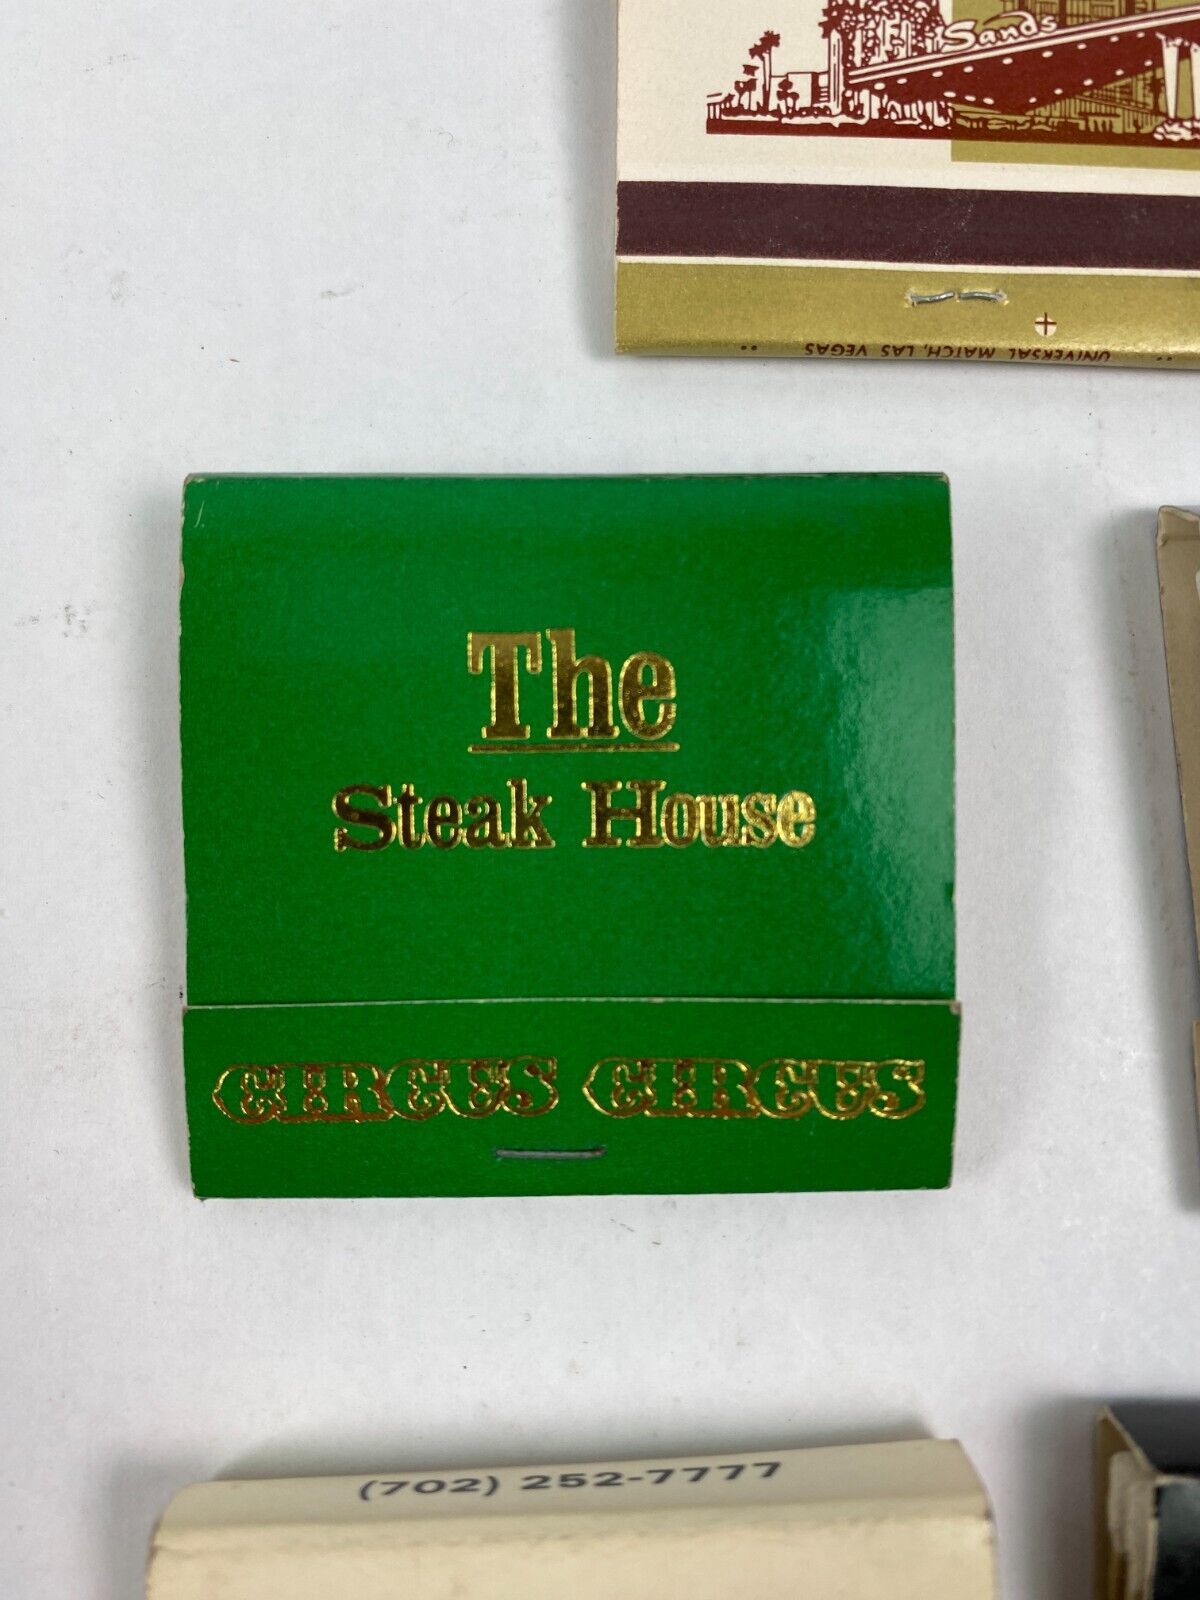 Sands
UNIVERSAL MATCH, LAS VEGAS
The
Steak House
CIRCUS CIRCUS
(702) 252-7777